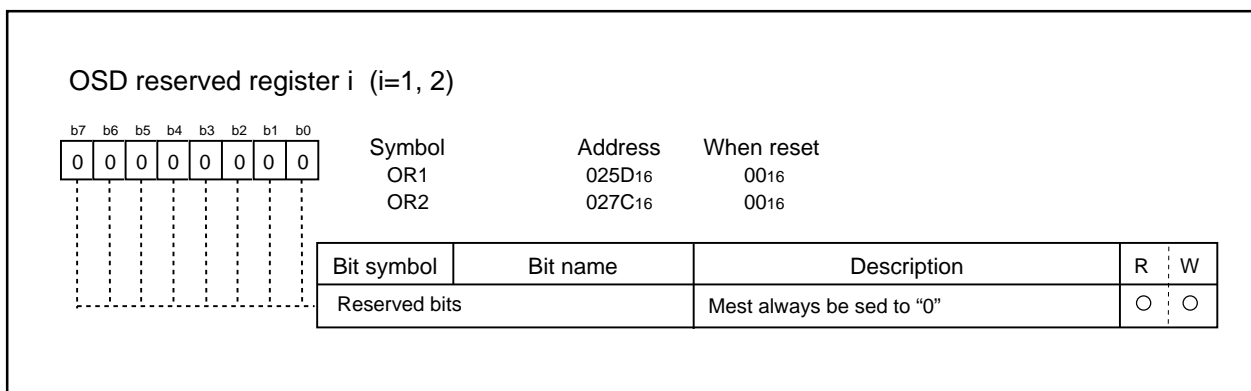 OSD reserved register i (i=1, 2)
b7 b6 b5 b4 b3 b2 b1 b0
0 0 0 0 0 0 0 0
Symbol Address When reset
OR1 025D16 0016
OR2 027C16 0016
Bit symbol Bit name Description R W
Reserved bits Mest always be sed to “0” ○ ○